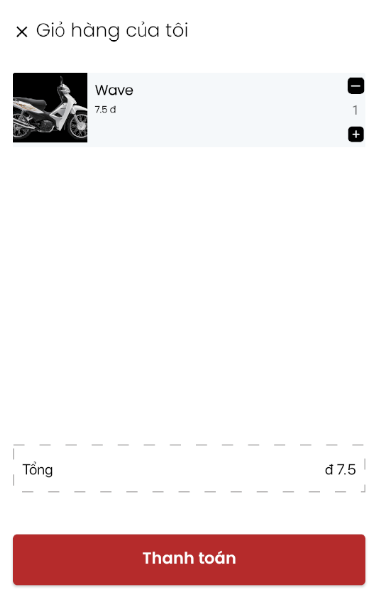 Giỏ hàng của tôi
Wave
7.5 đ
1
Tổng
đ 7.5
Thanh toán